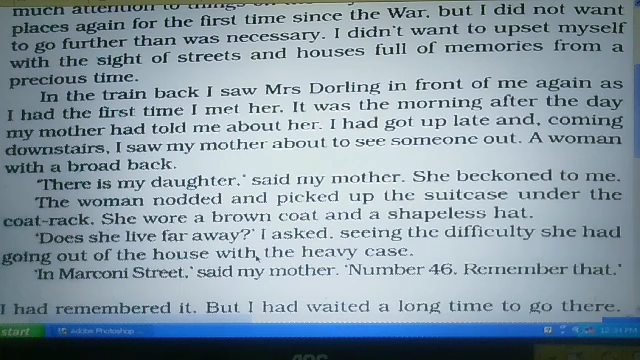 much attention to things
places again for the first time since the War, but I did not want
to go further than was necessary. I didn't want to upset myself
with the sight of streets and houses full of memories from a
precious time.
In the train back I saw Mrs Dorling in front of me again as
I had the first time I met her. It was the morning after the day
my mother had told me about her. I had got up late and, coming
downstairs, I saw my mother about to see someone out. A woman
with a broad back.
'There is my daughter,' said my mother. She beckoned to me.
The woman nodded and picked up the suitcase under the
coat-rack. She wore a brown coat and a shapeless hat.
'Does she live far away?' I asked, seeing the difficulty she had
going out of the house with the heavy case.
'In Marconi Street,' said my mother. 'Number 46. Remember that.'
I had remembered it. But I had waited a long time to go there.
start
Adobe Photoshop ...
AOC